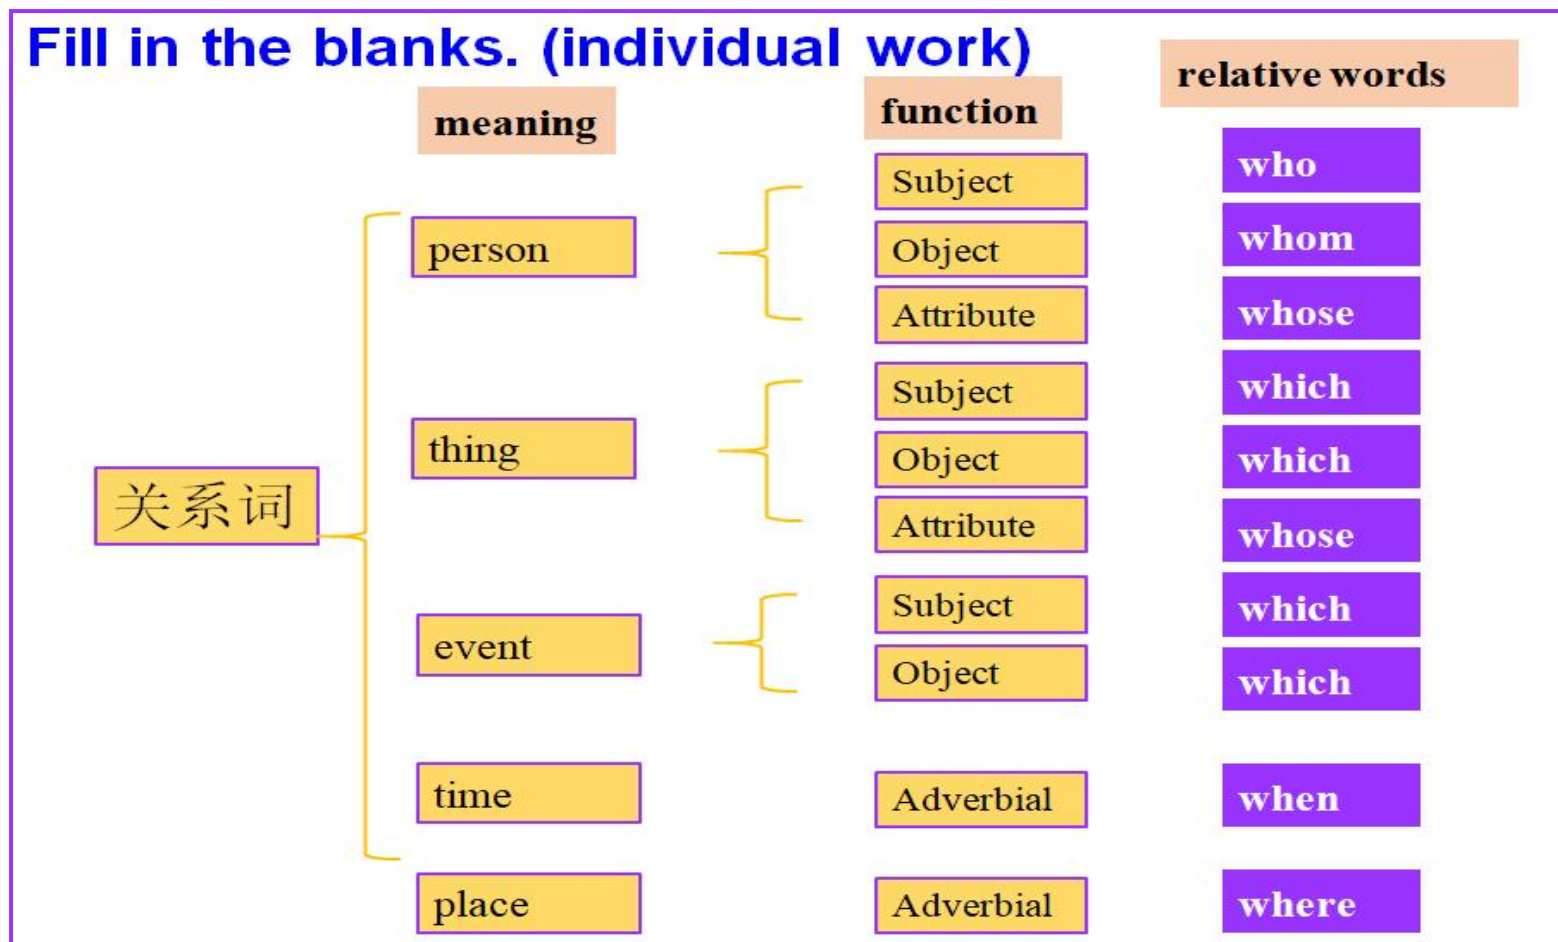 Fill in the blanks. (individual work)
meaning function relative words
关系词
person
Subject who
Object whom
Attribute whose
thing
Subject which
Object which
Attribute whose
event
Subject which
Object which
time Adverbial when
place Adverbial where